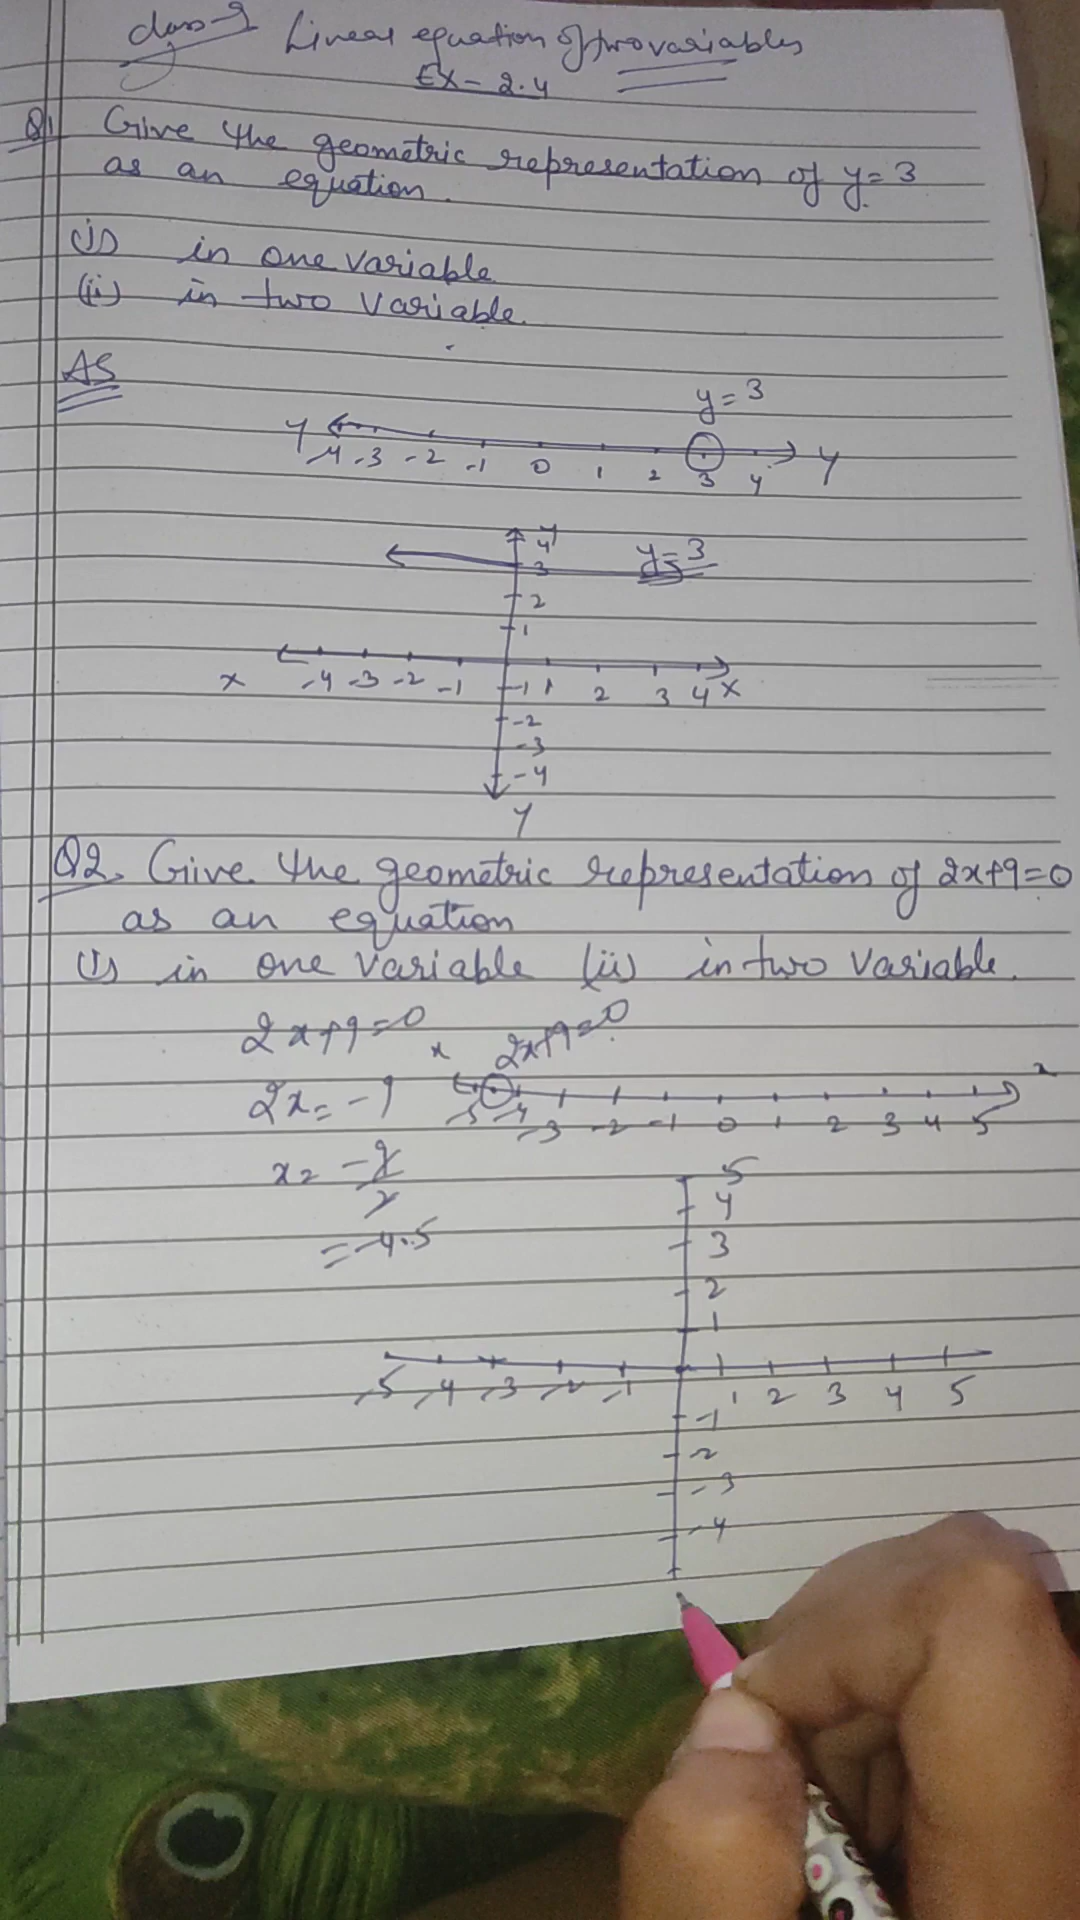 class-9 Linear equation of two variables
EX-2.4
Q1 Give the geometric representation of y=3
as an equation.
(i) in one variable
(ii) in two variable.
AS
y=3
Y -4 -3 -2 -1 0 1 2 3 4 Y
Y
4
y=3
3
2
1
X -4 -3 -2 -1 -1 1 2 3 4 X
-2
-3
-4
Y
Q2. Give the geometric representation of 2x+9=0
as an equation
(i) in one variable (ii) in two variable.
2x+9=0
x 2x+9=0 x
2x=-9
-5 -4 -3 -2 -1 0 1 2 3 4 5
x= -9/2
=-4.5
5
4
3
2
1
-5 -4 -3 -2 -1 1 2 3 4 5
-1
-2
-3
-4